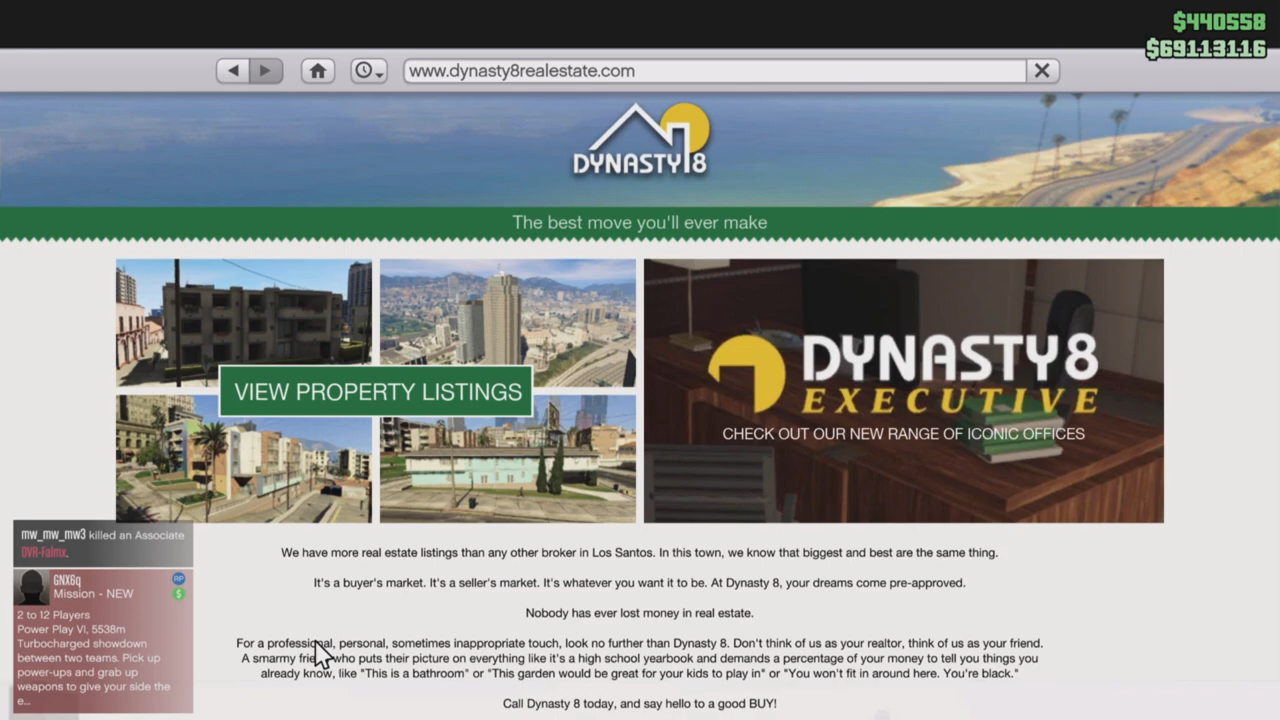 $440558
$69113116
www.dynasty8realestate.com
DYNASTY 8
The best move you'll ever make
VIEW PROPERTY LISTINGS
DYNASTY 8
EXECUTIVE
CHECK OUT OUR NEW RANGE OF ICONIC OFFICES
We have more real estate listings than any other broker in Los Santos. In this town, we know that biggest and best are the same thing.
It's a buyer's market. It's a seller's market. It's whatever you want it to be. At Dynasty 8, your dreams come pre-approved.
Nobody has ever lost money in real estate.
For a professional, personal, sometimes inappropriate touch, look no further than Dynasty 8. Don't think of us as your realtor, think of us as your friend.
A smarmy friend who puts their picture on everything like it's a high school yearbook and demands a percentage of your money to tell you things you
already know, like "This is a bathroom" or "This garden would be great for your kids to play in" or "You won't fit in around here. You're black."
Call Dynasty 8 today, and say hello to a good BUY!
mw_mw_mw3 killed an Associate
OVR-Falmx.
GNX6q
RP
Mission - NEW
$
2 to 12 Players
Power Play VI, 5538m
Turbocharged showdown
between two teams. Pick up
power-ups and grab up
weapons to give your side the
e...